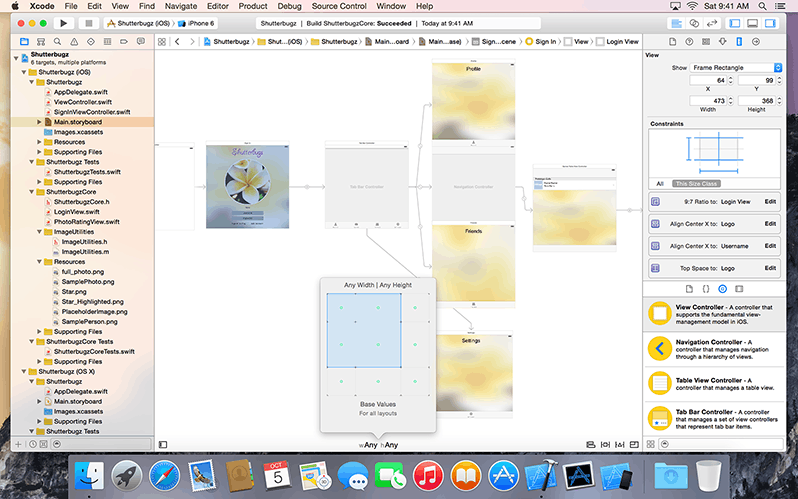 Xcode File Edit View Find Navigate Editor Product Debug Source Control Window Help Sat 9:41 AM
Shutterbugz (iOS) iPhone 6 Shutterbugz | Build ShutterbugzCore: Succeeded | Today at 9:41 AM
Shutterbugz Shut...(iOS) Shutterbugz Main....oard Main....ase) Sign...cene Sign In View Login View
Shutterbugz
6 targets, multiple platforms
Shutterbugz (iOS)
Shutterbugz
AppDelegate.swift
ViewController.swift
SignInViewController.swift
Main.storyboard
Images.xcassets
Resources
Supporting Files
Shutterbugz Tests
ShutterbugzTests.swift
Supporting Files
ShutterbugzCore
ShutterbugzCore.h
LoginView.swift
PhotoRatingView.swift
ImageUtilities
ImageUtilities.h
ImageUtilities.m
Resources
full_photo.png
SamplePhoto.png
Star.png
Star_Highlighted.png
PlaceholderImage.png
SamplePerson.png
Supporting Files
ShutterbugzCore Tests
ShutterbugzCoreTests.swift
Supporting Files
Shutterbugz (OS X)
Shutterbugz
AppDelegate.swift
Main.storyboard
Images.xcassets
Supporting Files
Shutterbugz Tests
Shutterbugz
Tab Bar Controller
Profile
Navigation Controller
Friends
Settings
Any Width | Any Height
Base Values
For all layouts
wAny hAny
View
Show Frame Rectangle
64 99
X Y
473 368
Width Height
Constraints
All This Size Class
9:7 Ratio to: Login View Edit
Align Center X to: Logo Edit
Align Center X to: Username Edit
Top Space to: Logo Edit
View Controller - A controller that
supports the fundamental view-
management model in iOS.
Navigation Controller - A
controller that manages navigation
through a hierarchy of views.
Table View Controller - A
controller that manages a table view.
Tab Bar Controller - A controller
that manages a set of view controllers
that represent tab bar items.
OCT
5